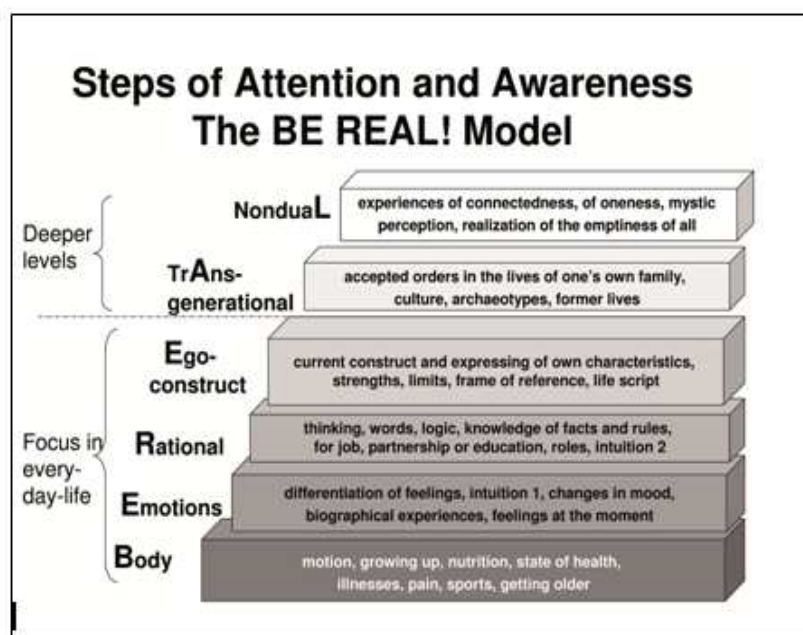 Steps of Attention and Awareness
The BE REAL! Model
Deeper
levels
NonduaL
experiences of connectedness, of oneness, mystic
perception, realization of the emptiness of all
TrAns-
generational
accepted orders in the lives of one's own family,
culture, archaeotypes, former lives
Focus in
every-
day-life
Ego-
construct
current construct and expressing of own characteristics,
strengths, limits, frame of reference, life script
Rational
thinking, words, logic, knowledge of facts and rules,
for job, partnership or education, roles, intuition 2
Emotions
differentiation of feelings, intuition 1, changes in mood,
biographical experiences, feelings at the moment
Body
motion, growing up, nutrition, state of health,
illnesses, pain, sports, getting older